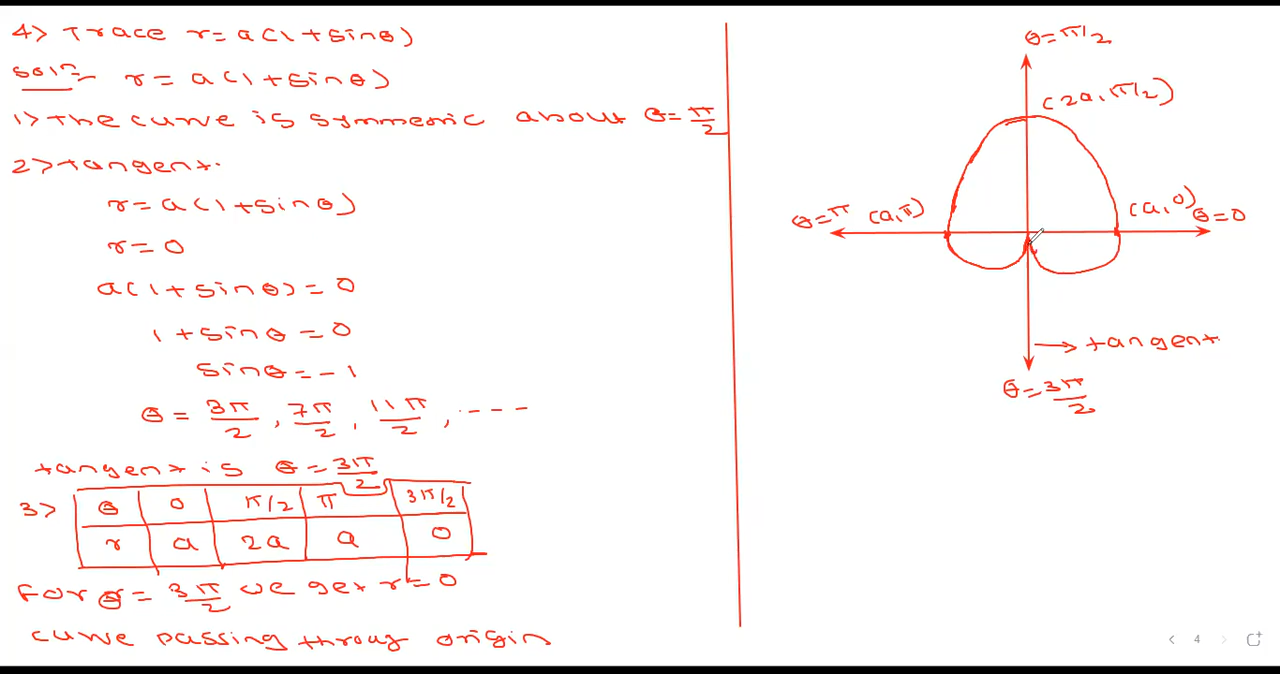 4> Trace r=a(1+sinθ)
Soln r= a(1+sinθ)
1>The curve is symmetric about θ=π/2
2>tangent.
r=a(1+sinθ)
r=0
a(1+sinθ)=0
1+sinθ=0
sinθ=-1
θ= 3π/2, 7π/2, 11π/2, ----
tangent is θ=3π/2
3> θ 0 π/2 π 3π/2
r a 2a a 0
For θ= 3π/2 we get r=0
curve passing throug origin
θ=π/2
(2a,π/2)
θ=π (a,π) (a,0) θ=0
→tangent
θ=3π/2
< 4 >